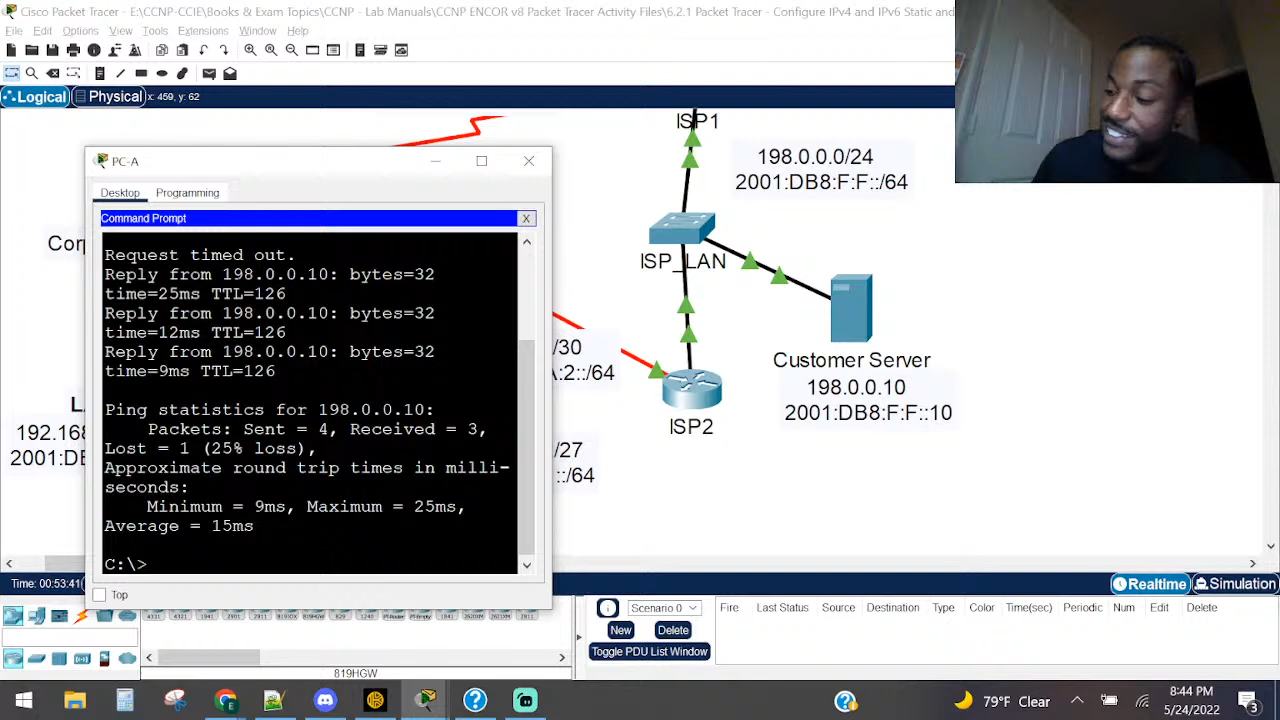 Cisco Packet Tracer - E:\CCNP-CCIE\Books & Exam Topics\CCNP - Lab Manuals\CCNP ENCOR v8 Packet Tracer Activity Files\6.2.1 Packet Tracer - Configure IPv4 and IPv6 Static and
File Edit Options View Tools Extensions Window Help
Logical Physical x: 459, y: 62
ISP1
198.0.0.0/24
2001:DB8:F:F::/64
PC-A
Desktop Programming
Command Prompt X
Request timed out.
Reply from 198.0.0.10: bytes=32
time=25ms TTL=126
Reply from 198.0.0.10: bytes=32
time=12ms TTL=126
Reply from 198.0.0.10: bytes=32
time=9ms TTL=126
Ping statistics for 198.0.0.10:
Packets: Sent = 4, Received = 3,
Lost = 1 (25% loss),
Approximate round trip times in milli-
seconds:
Minimum = 9ms, Maximum = 25ms,
Average = 15ms
C:\>
Top
ISP_LAN
Customer Server
198.0.0.10
2001:DB8:F:F::10
/30
A:2::/64
ISP2
192.168
2001:DB
/27
::/64
Time: 00:53:41
Realtime Simulation
Scenario 0
New Delete
Toggle PDU List Window
Fire Last Status Source Destination Type Color Time(sec) Periodic Num Edit Delete
819HGW
79°F Clear
8:44 PM
5/24/2022
3